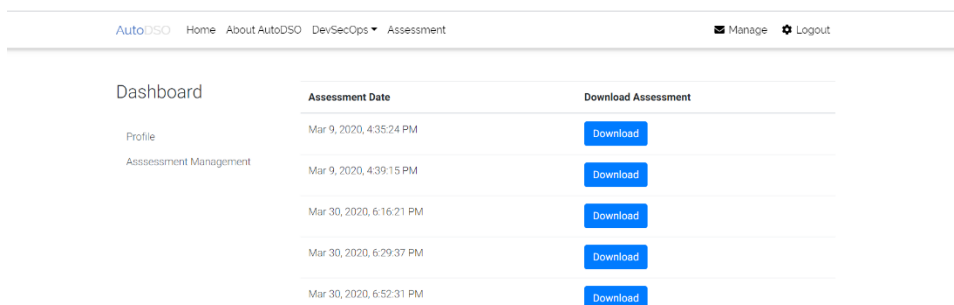 AutoDSO Home About AutoDSO DevSecOps Assessment Manage Logout
Dashboard
Profile
Asssessment Management
Assessment Date Download Assessment
Mar 9, 2020, 4:35:24 PM Download
Mar 9, 2020, 4:39:15 PM Download
Mar 30, 2020, 6:16:21 PM Download
Mar 30, 2020, 6:29:37 PM Download
Mar 30, 2020, 6:52:31 PM Download